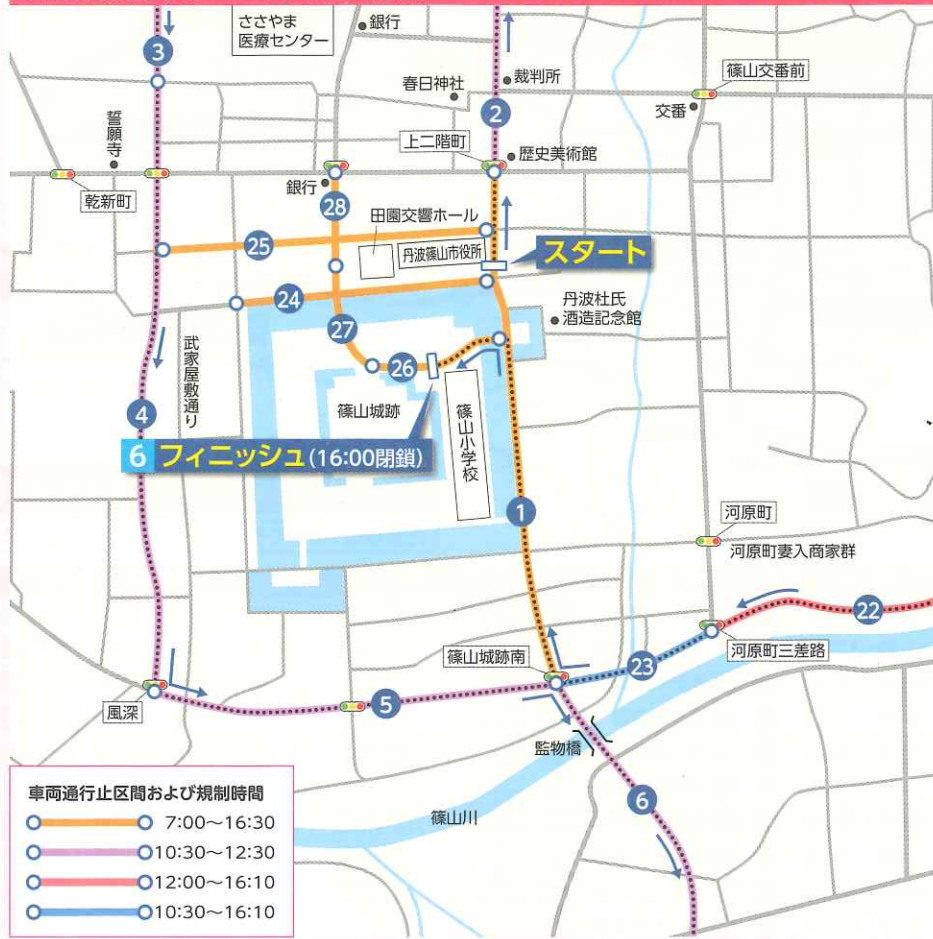 ささやま
医療センター
銀行
3
裁判所
春日神社
篠山交番前
2
交番
誓願寺
上二階町
歴史美術館
乾新町
銀行
28
田園交響ホール
25
丹波篠山市役所
スタート
24
丹波杜氏
酒造記念館
27
武家屋敷通り
26
篠山城跡
篠山小学校
4
6 フィニッシュ(16:00閉鎖)
1
河原町
河原町妻入商家群
22
篠山城跡南
23
河原町三差路
風深
5
監物橋
6
篠山川
車両通行止区間および規制時間
7:00~16:30
10:30~12:30
12:00~16:10
10:30~16:10